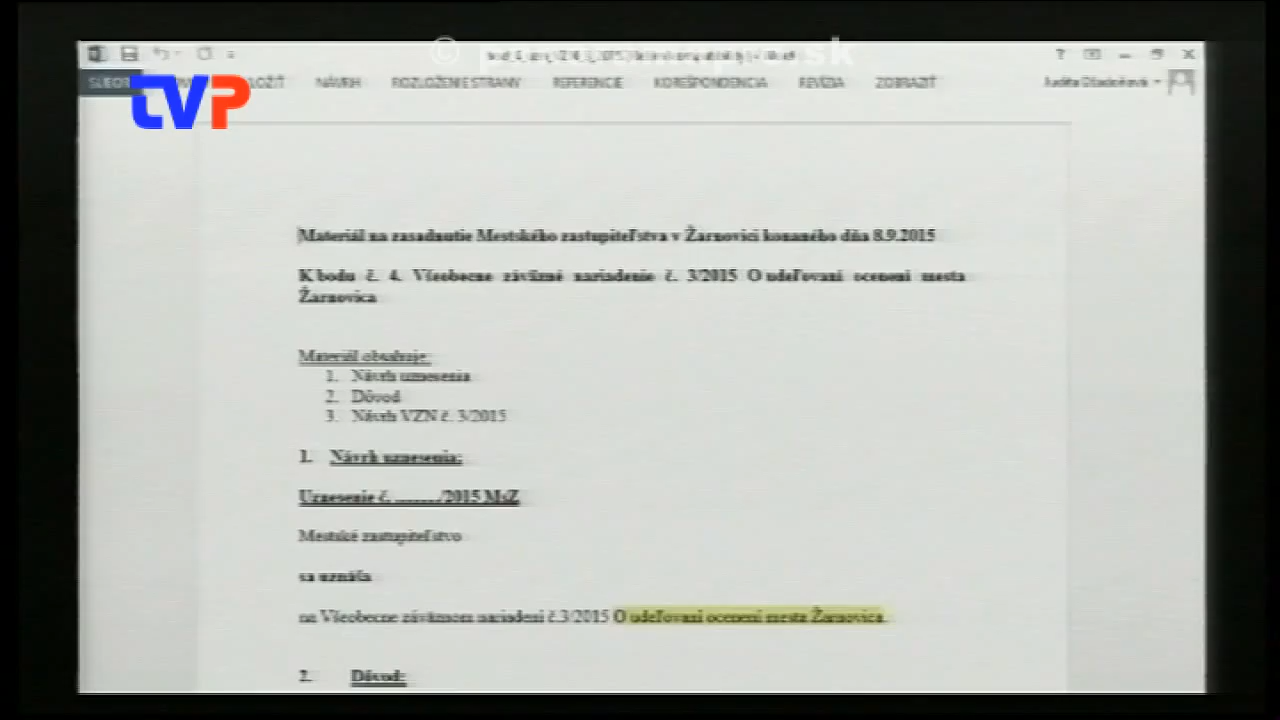 NÁVRH ROZLOŽENIE STRANY REFERENCIE KOREŠPONDENCIA REVÍZIA ZOBRAZIŤ
TVP
Materiál na zasadnutie Mestského zastupiteľstva v Žarnovici konaného dňa 8.9.2015
K bodu č. 4. Všeobecne záväzné nariadenie č. 3/2015 O udeľovaní ocenení mesta
Žarnovica
Materiál obsahuje:
1. Návrh uznesenia
2. Dôvod
3. Návrh VZN č. 3/2015
1. Návrh uznesenia:
Uznesenie č. ......../2015 MsZ
Mestské zastupiteľstvo
sa uznáša
na Všeobecne záväznom nariadení č.3/2015 O udeľovaní ocenení mesta Žarnovica.
2. Dôvod: